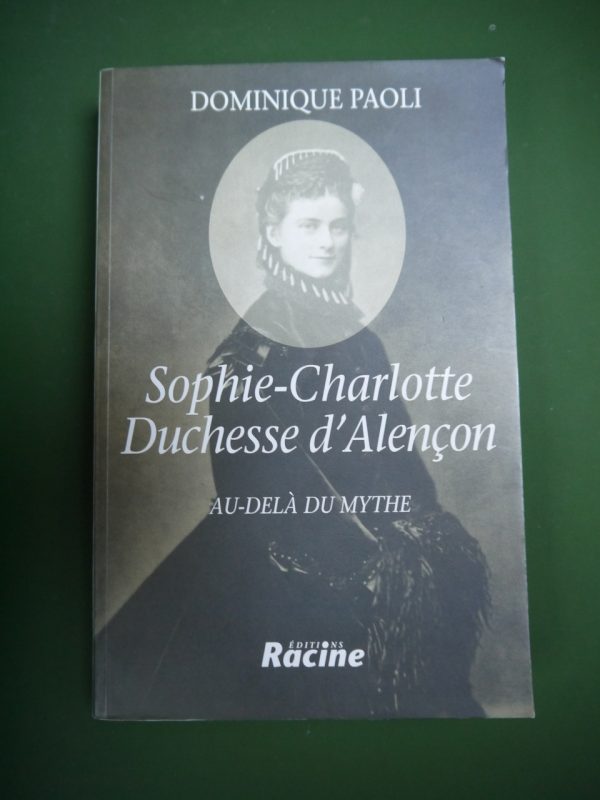 DOMINIQUE PAOLI
Sophie-Charlotte
Duchesse d'Alençon
AU-DELÀ DU MYTHE
ÉDITIONS
Racine